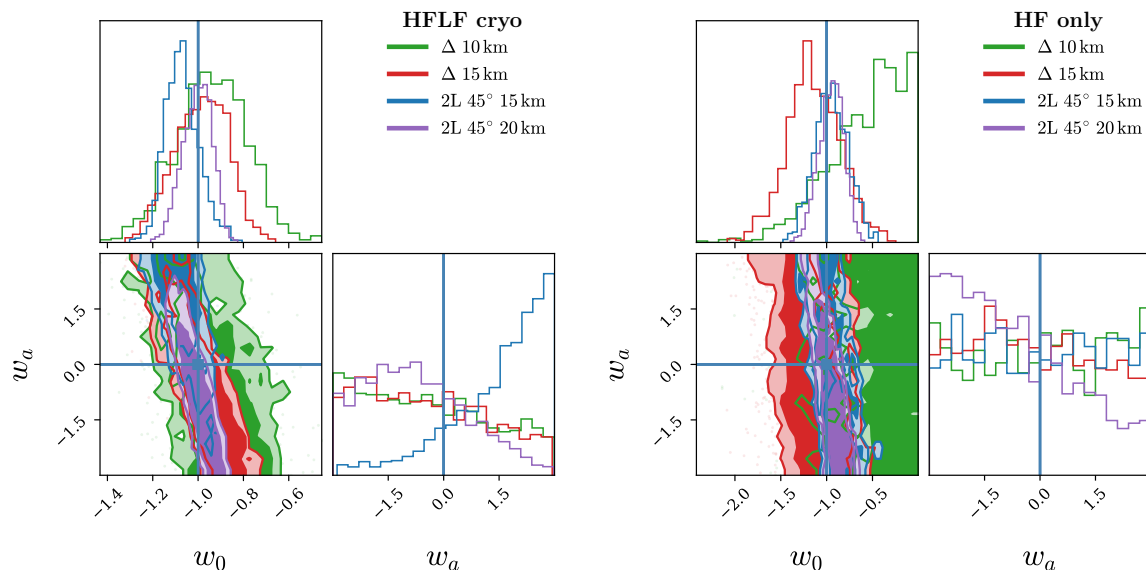 HFLF cryo
Δ 10 km
Δ 15 km
2L 45° 15 km
2L 45° 20 km
HF only
Δ 10 km
Δ 15 km
2L 45° 15 km
2L 45° 20 km
1.5
0.0
−1.5
w_a
−1.4 −1.2 −1.0 −0.8 −0.6
w_0
−1.5 0.0 1.5
w_a
1.5
0.0
−1.5
w_a
−2.0 −1.5 −1.0 −0.5
w_0
−1.5 0.0 1.5
w_a